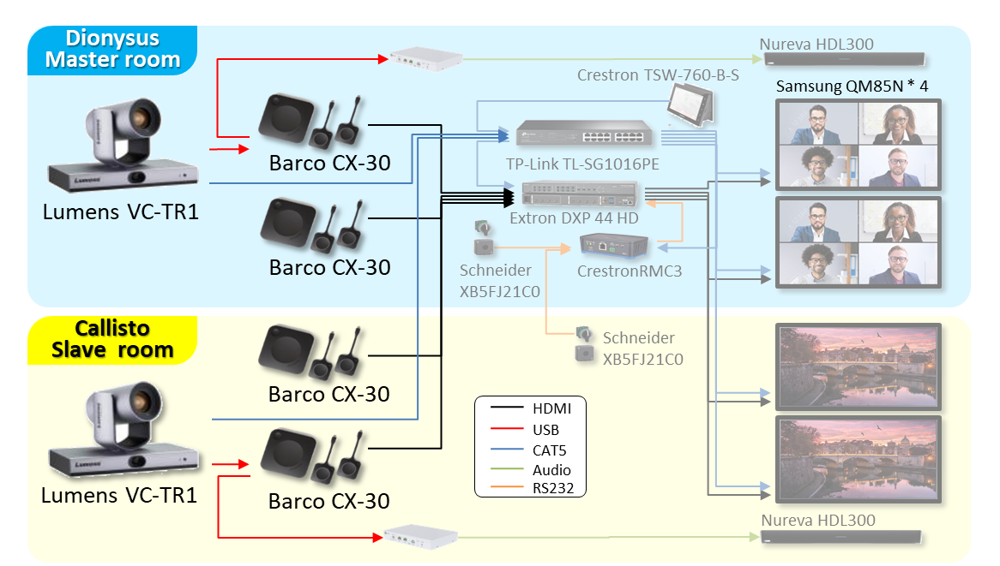 Dionysus
Master room
Nureva HDL300
Crestron TSW-760-B-S
Samsung QM85N * 4
Barco CX-30
TP-Link TL-SG1016PE
LUMENS
Lumens VC-TR1
Extron DXP 44 HD
Barco CX-30
Schneider
XB5FJ21C0
CrestronRMC3
Callisto
Slave room
Schneider
XB5FJ21C0
Barco CX-30
HDMI
USB
CAT5
Audio
RS232
LUMENS
Lumens VC-TR1
Barco CX-30
Nureva HDL300